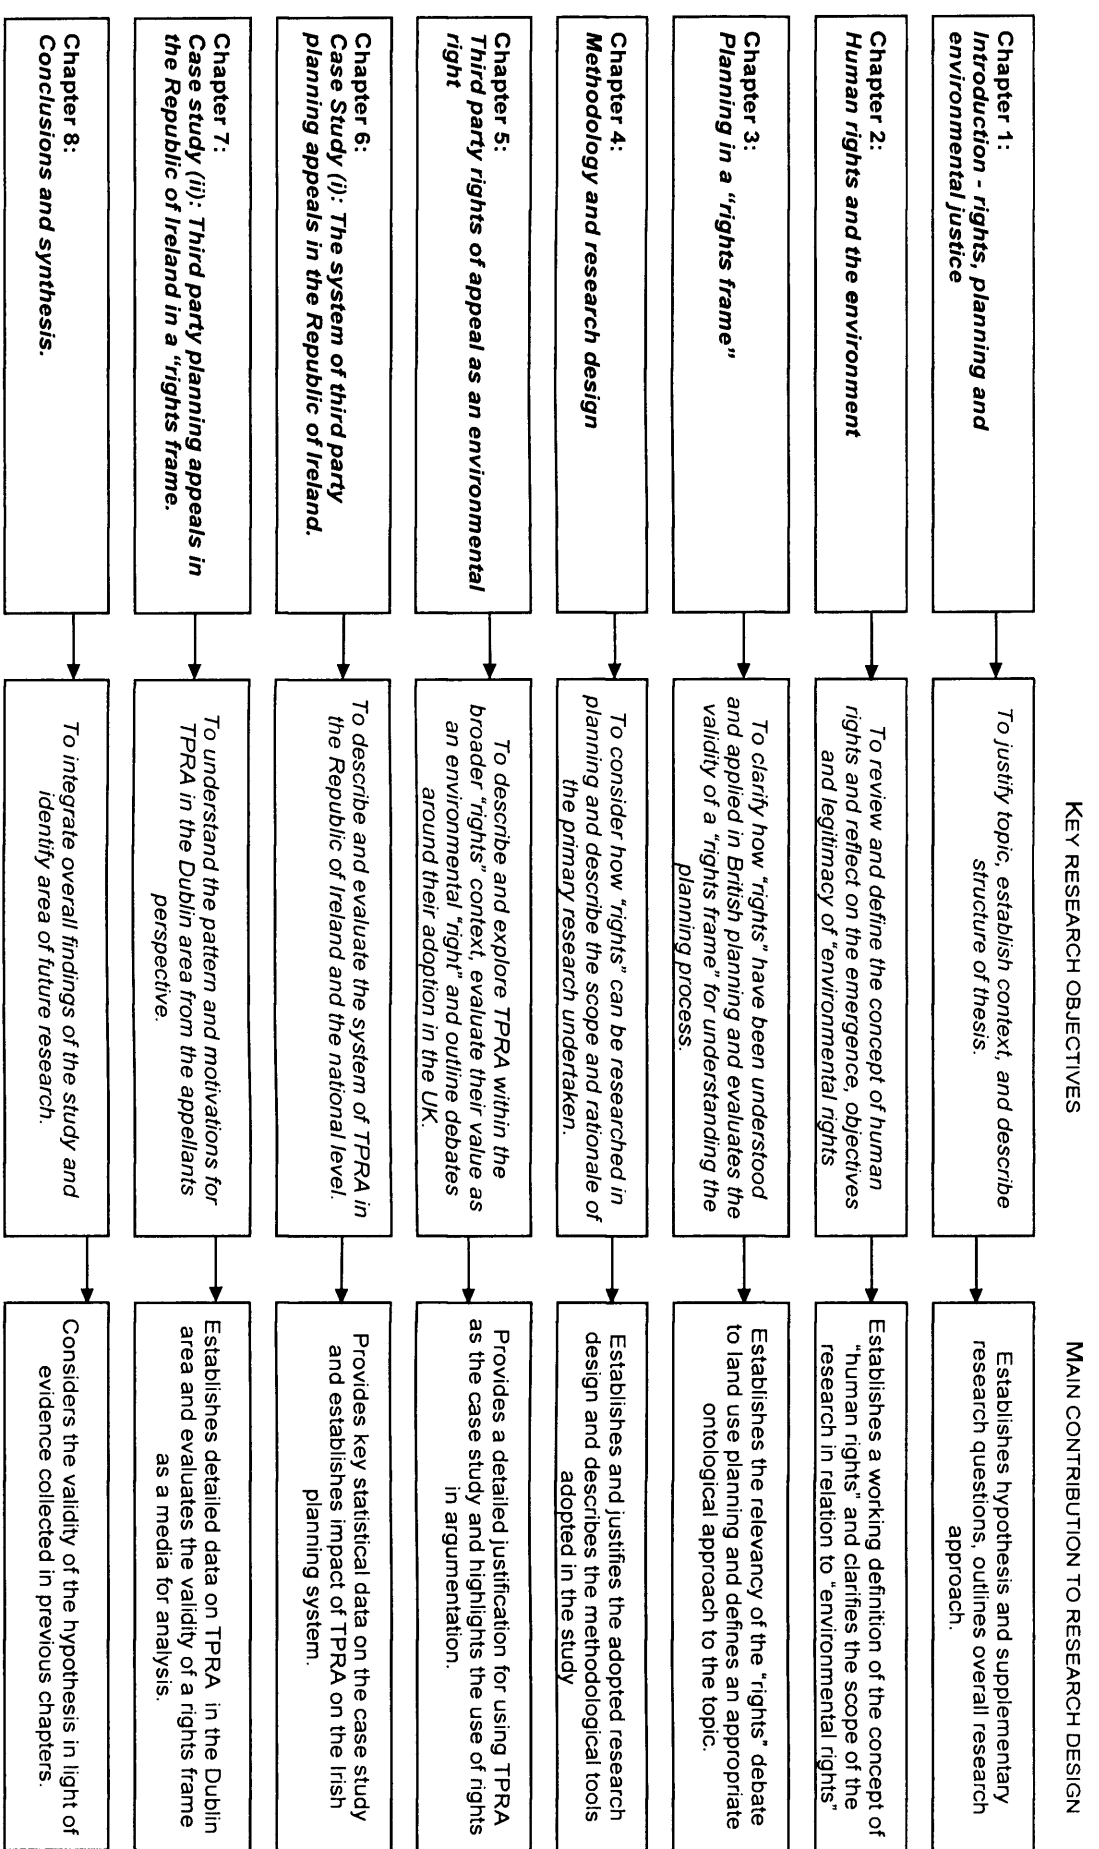 KEY RESEARCH OBJECTIVES
MAIN CONTRIBUTION TO RESEARCH DESIGN
Chapter 1:
Introduction - rights, planning and
environmental justice
To justify topic, establish context, and describe
structure of thesis.
Establishes hypothesis and supplementary
research questions, outlines overall research
approach.
Chapter 2:
Human rights and the environment
To review and define the concept of human
rights and reflect on the emergence, objectives
and legitimacy of "environmental rights
Establishes a working definition of the concept of
"human rights" and clarifies the scope of the
research in relation to "environmental rights"
Chapter 3:
Planning in a "rights frame"
To clarify how "rights" have been understood
and applied in British planning and evaluates the
validity of a "rights frame" for understanding the
planning process.
Establishes the relevancy of the "rights" debate
to land use planning and defines an appropriate
ontological approach to the topic.
Chapter 4:
Methodology and research design
To consider how "rights" can be researched in
planning and describe the scope and rationale of
the primary research undertaken.
Establishes and justifies the adopted research
design and describes the methodological tools
adopted in the study
Chapter 5:
Third party rights of appeal as an environmental
right
To describe and explore TPRA within the
broader "rights" context, evaluate their value as
an environmental "right" and outline debates
around their adoption in the UK.
Provides a detailed justification for using TPRA
as the case study and highlights the use of rights
in argumentation.
Chapter 6:
Case Study (i): The system of third party
planning appeals in the Republic of Ireland.
To describe and evaluate the system of TPRA in
the Republic of Ireland and the national level.
Provides key statistical data on the case study
and establishes impact of TPRA on the Irish
planning system.
Chapter 7:
Case study (ii): Third party planning appeals in
the Republic of Ireland in a "rights frame.
To understand the pattern and motivations for
TPRA in the Dublin area from the appellants
perspective.
Establishes detailed data on TPRA in the Dublin
area and evaluates the validity of a rights frame
as a media for analysis.
Chapter 8:
Conclusions and synthesis.
To integrate overall findings of the study and
identify area of future research.
Considers the validity of the hypothesis in light of
evidence collected in previous chapters.